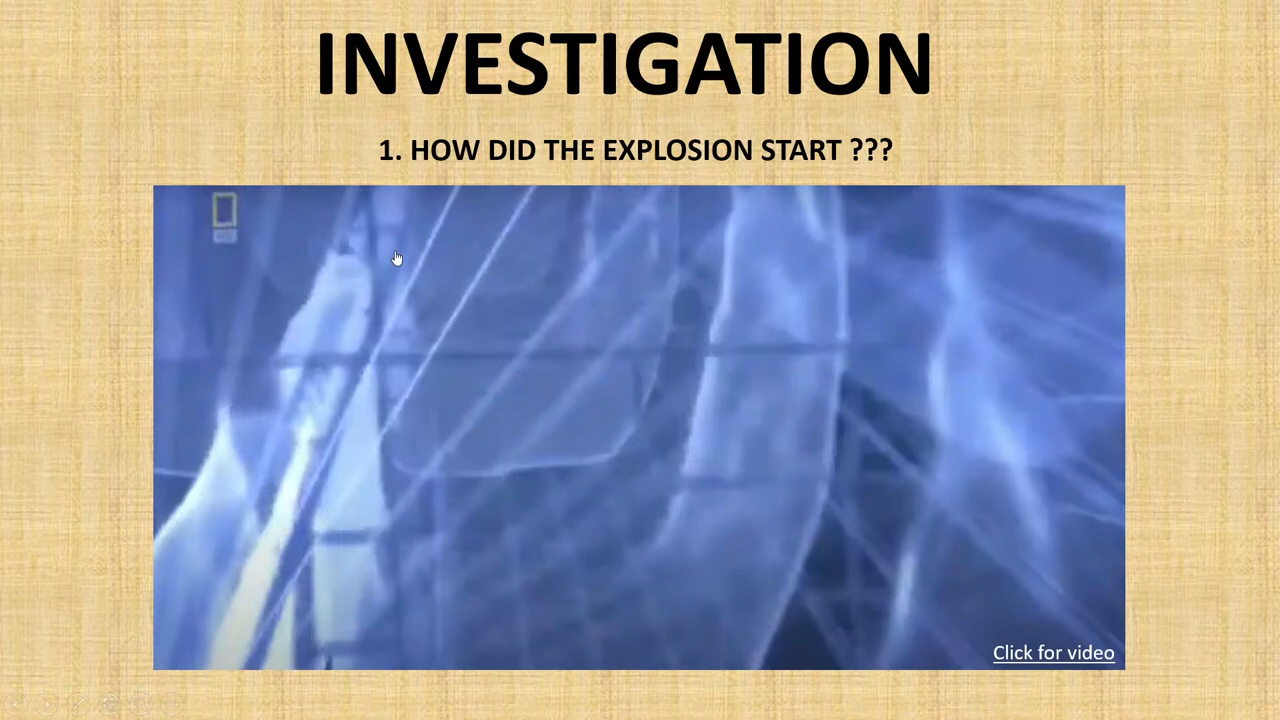 INVESTIGATION
1. HOW DID THE EXPLOSION START ???
Click for video